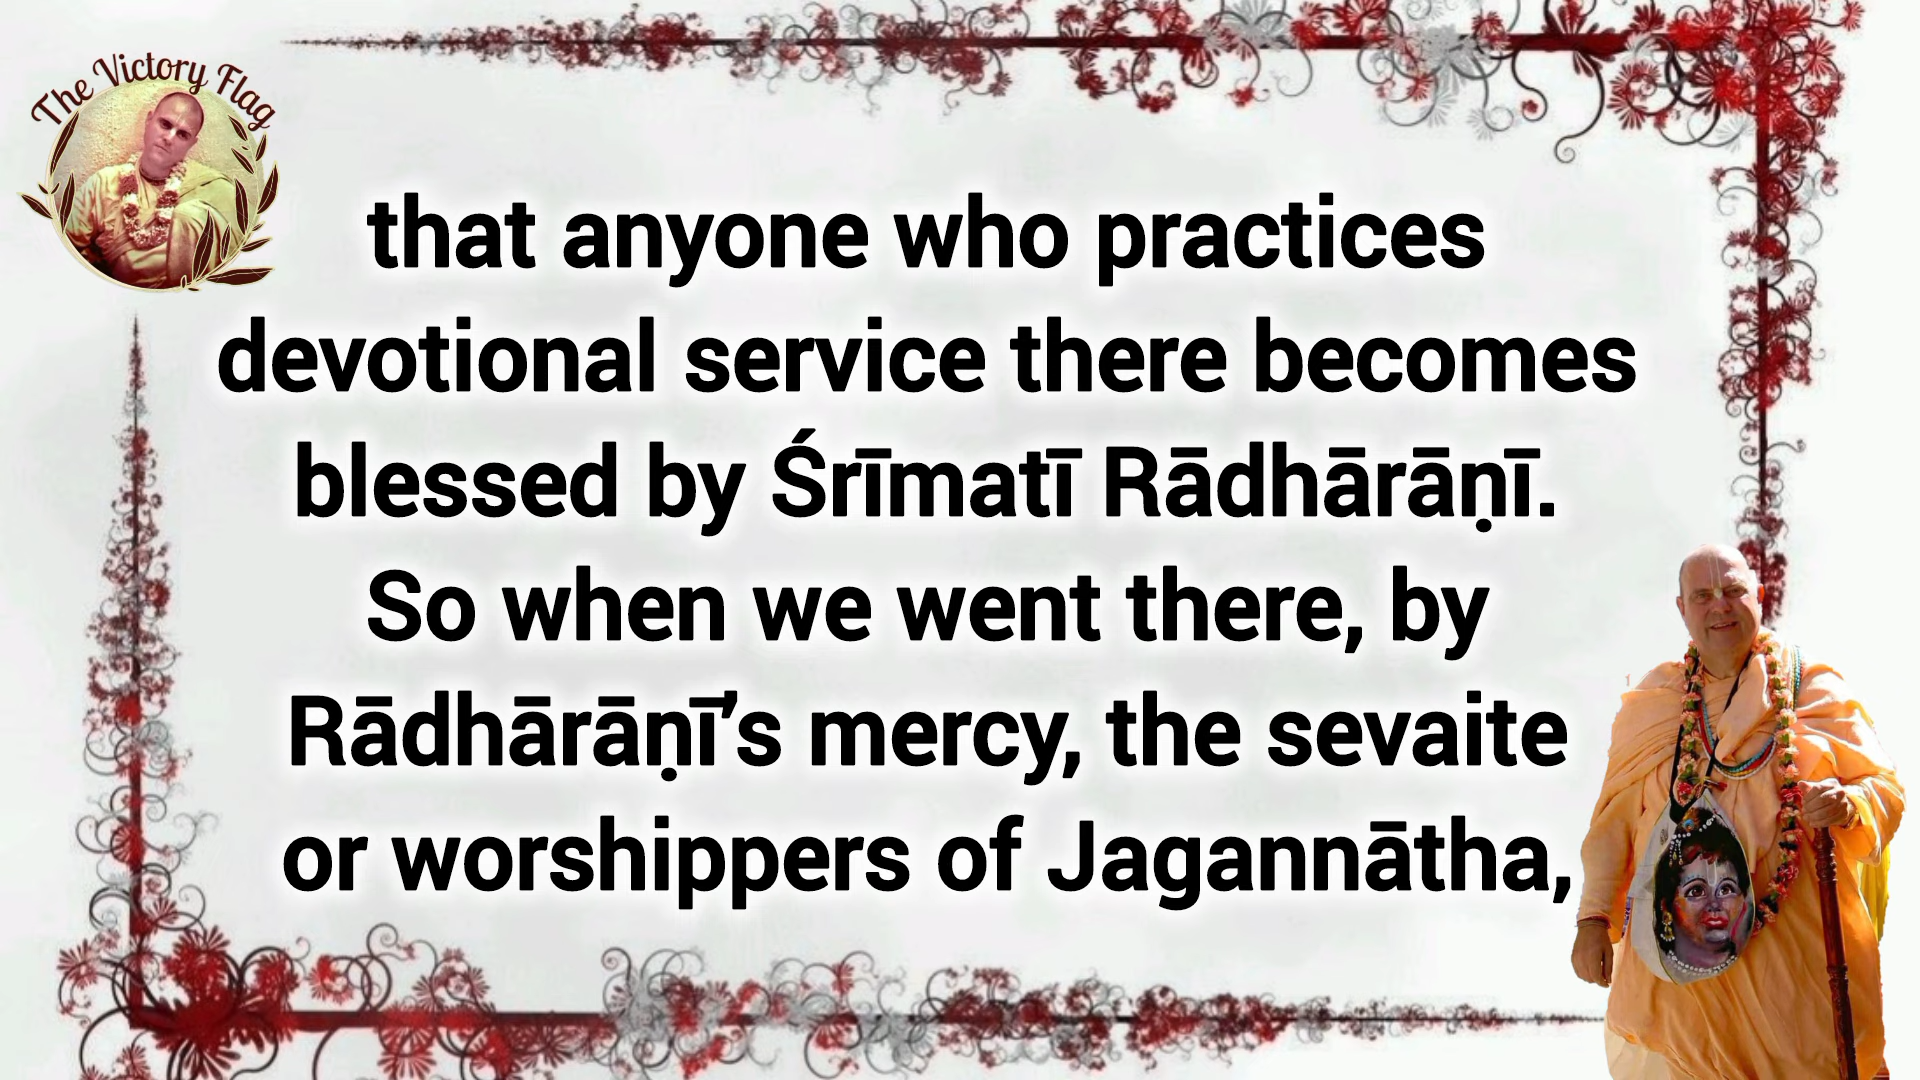 The Victory Flag
that anyone who practices
devotional service there becomes
blessed by Śrīmatī Rādhārāṇī.
So when we went there, by
Rādhārāṇī’s mercy, the sevaite
or worshippers of Jagannātha,